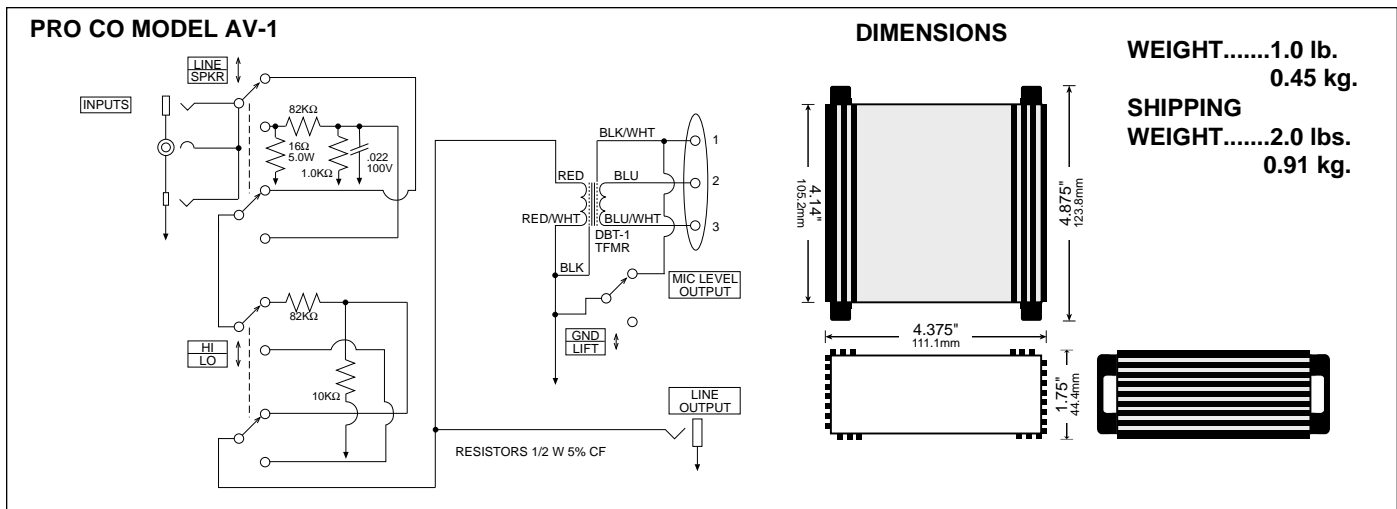 PRO CO MODEL AV-1
LINE
SPKR
INPUTS
82KΩ
16Ω
5.0W
1.0KΩ
.022
100V
82KΩ
HI
LO
10KΩ
RED
RED/WHT
BLK
BLK/WHT
BLU
BLU/WHT
DBT-1
TFMR
1
2
3
MIC LEVEL
OUTPUT
GND
LIFT
LINE
OUTPUT
RESISTORS 1/2 W 5% CF
DIMENSIONS
4.14"
105.2mm
4.875"
123.8mm
4.375"
111.1mm
1.75"
44.4mm
WEIGHT.......1.0 lb.
0.45 kg.
SHIPPING
WEIGHT.......2.0 lbs.
0.91 kg.